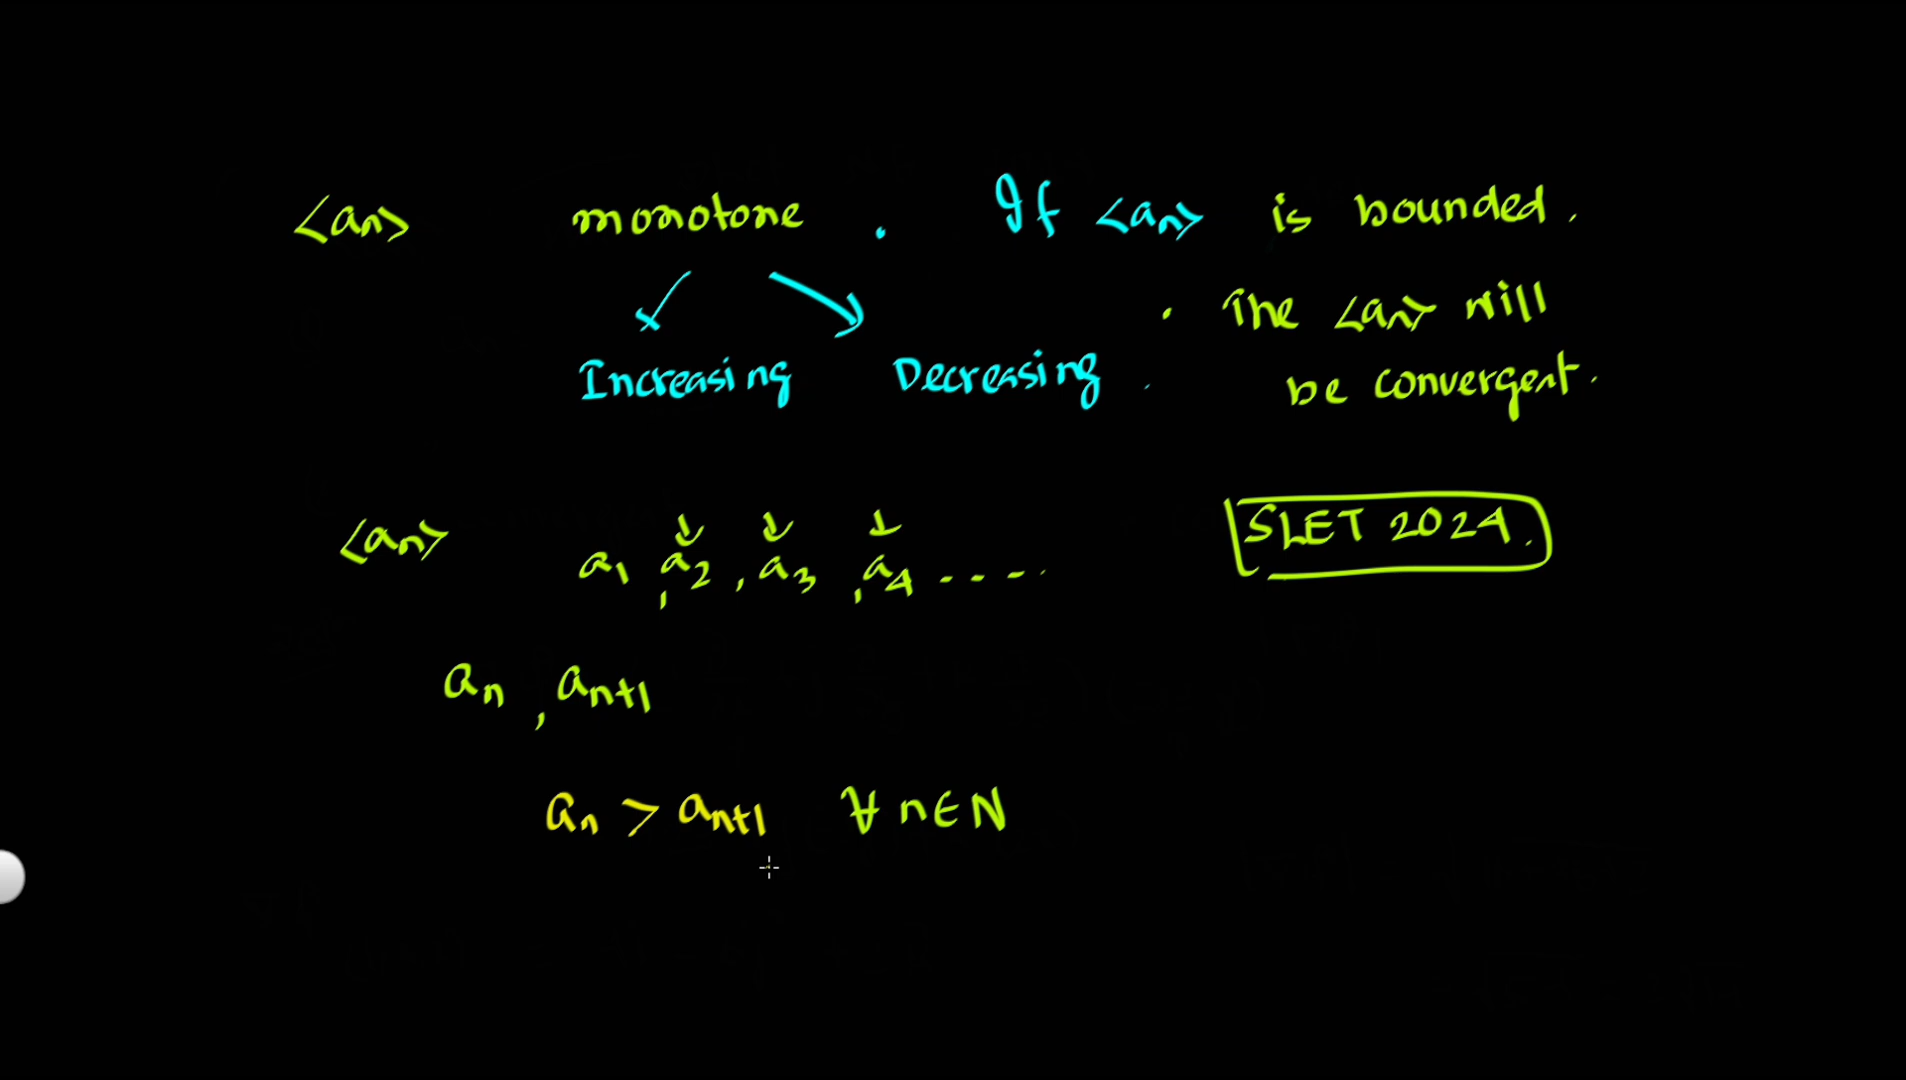 <an> monotone . If <an> is bounded .
. The <an> will
Increasing Decreasing . be convergent .
<an> a1 , a2 , a3 , a4 - - - . SLET 2024 .
an , an+1
an > an+1 ∀ n ∈ N